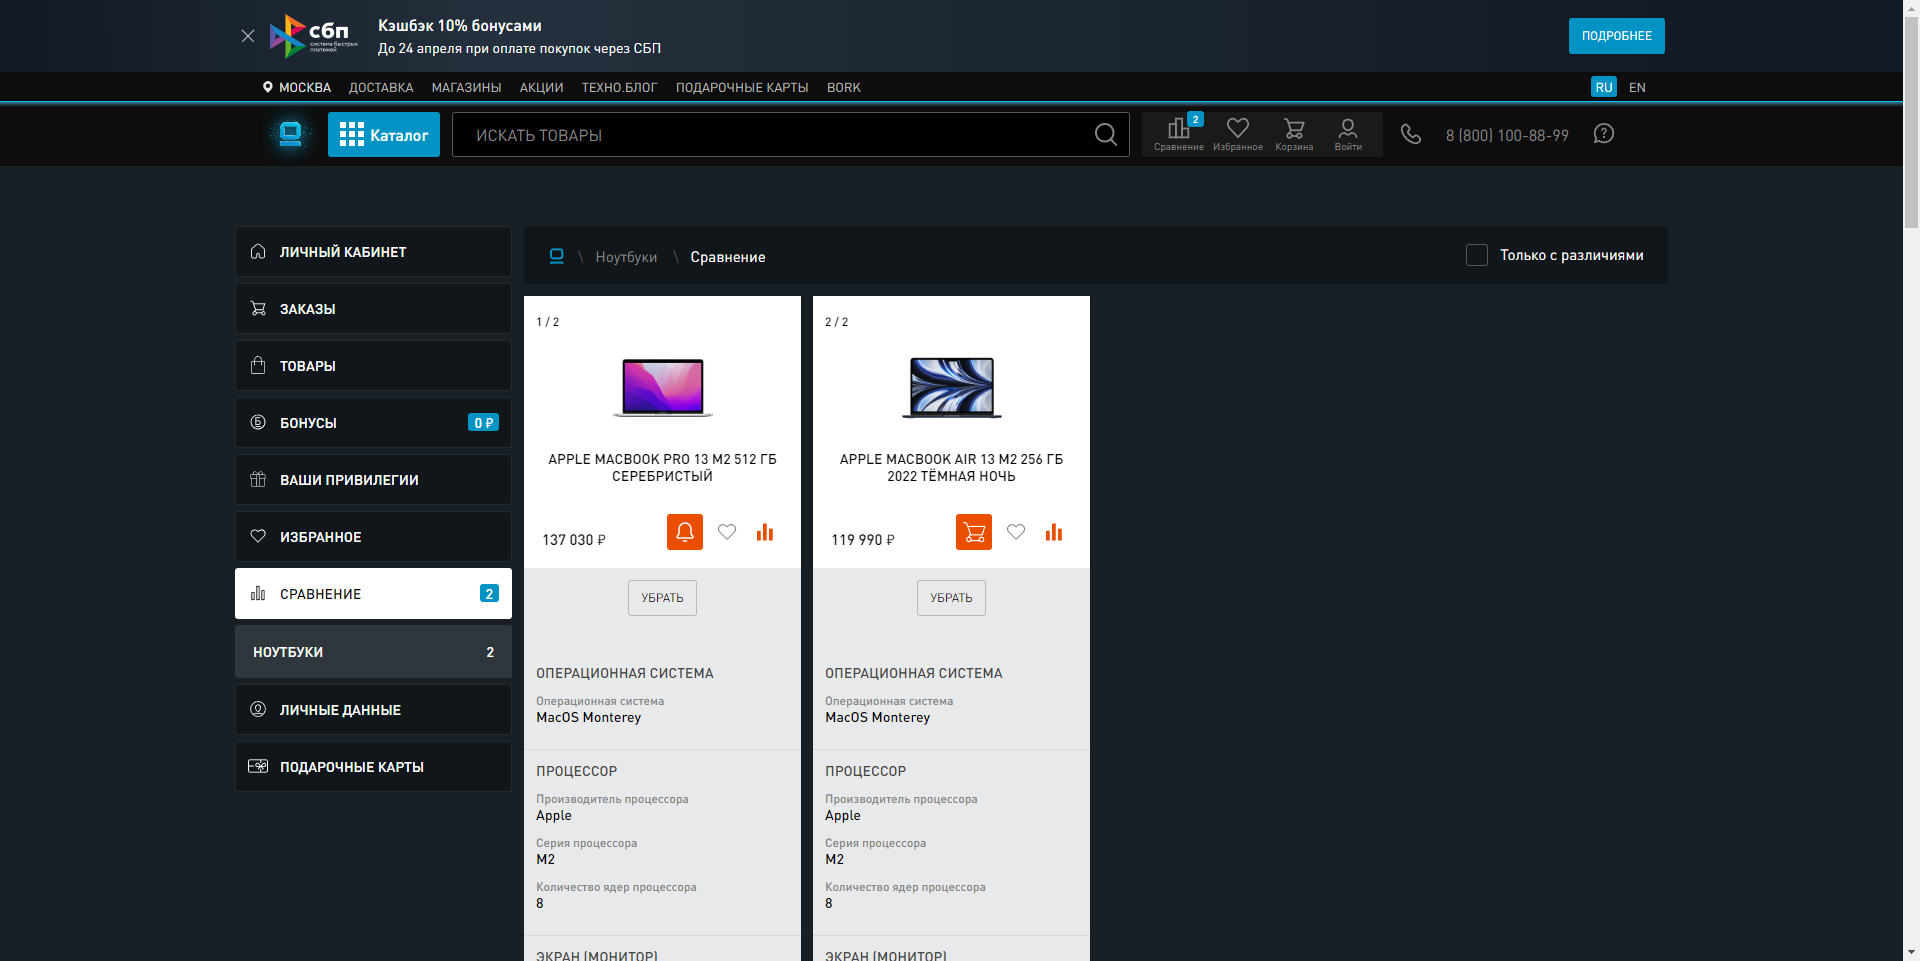 сбп
система быстрых
платежей
Кэшбэк 10% бонусами
До 24 апреля при оплате покупок через СБП
ПОДРОБНЕЕ
МОСКВА ДОСТАВКА МАГАЗИНЫ АКЦИИ ТЕХНО.БЛОГ ПОДАРОЧНЫЕ КАРТЫ BORK RU EN
Каталог
ИСКАТЬ ТОВАРЫ
2
Сравнение Избранное Корзина Войти
8 (800) 100-88-99
ЛИЧНЫЙ КАБИНЕТ
ЗАКАЗЫ
ТОВАРЫ
БОНУСЫ 0 ₽
ВАШИ ПРИВИЛЕГИИ
ИЗБРАННОЕ
СРАВНЕНИЕ 2
НОУТБУКИ 2
ЛИЧНЫЕ ДАННЫЕ
ПОДАРОЧНЫЕ КАРТЫ
\ Ноутбуки \ Сравнение
Только с различиями
1 / 2
APPLE MACBOOK PRO 13 M2 512 ГБ
СЕРЕБРИСТЫЙ
137 030 ₽
УБРАТЬ
ОПЕРАЦИОННАЯ СИСТЕМА
Операционная система
MacOS Monterey
ПРОЦЕССОР
Производитель процессора
Apple
Серия процессора
M2
Количество ядер процессора
8
ЭКРАН (МОНИТОР)
2 / 2
APPLE MACBOOK AIR 13 M2 256 ГБ
2022 ТЁМНАЯ НОЧЬ
119 990 ₽
УБРАТЬ
ОПЕРАЦИОННАЯ СИСТЕМА
Операционная система
MacOS Monterey
ПРОЦЕССОР
Производитель процессора
Apple
Серия процессора
M2
Количество ядер процессора
8
ЭКРАН (МОНИТОР)